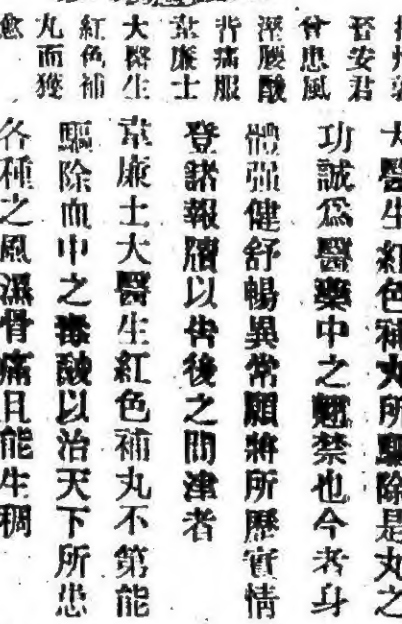 晉安君
曾患風
溼腰酸
背痛服
韋廉士
大醫生
紅色補
丸而獲
愈
大醫生紅色補丸所驅除是丸之
功誠爲醫藥中之翹禁也今者身
體强健舒暢異常願將所歷實情
登諸報牘以告後之問津者
韋廉士大醫生紅色補丸不第能
驅除血中之毒酸以治天下所患
各種之風濕骨痛且能生稠